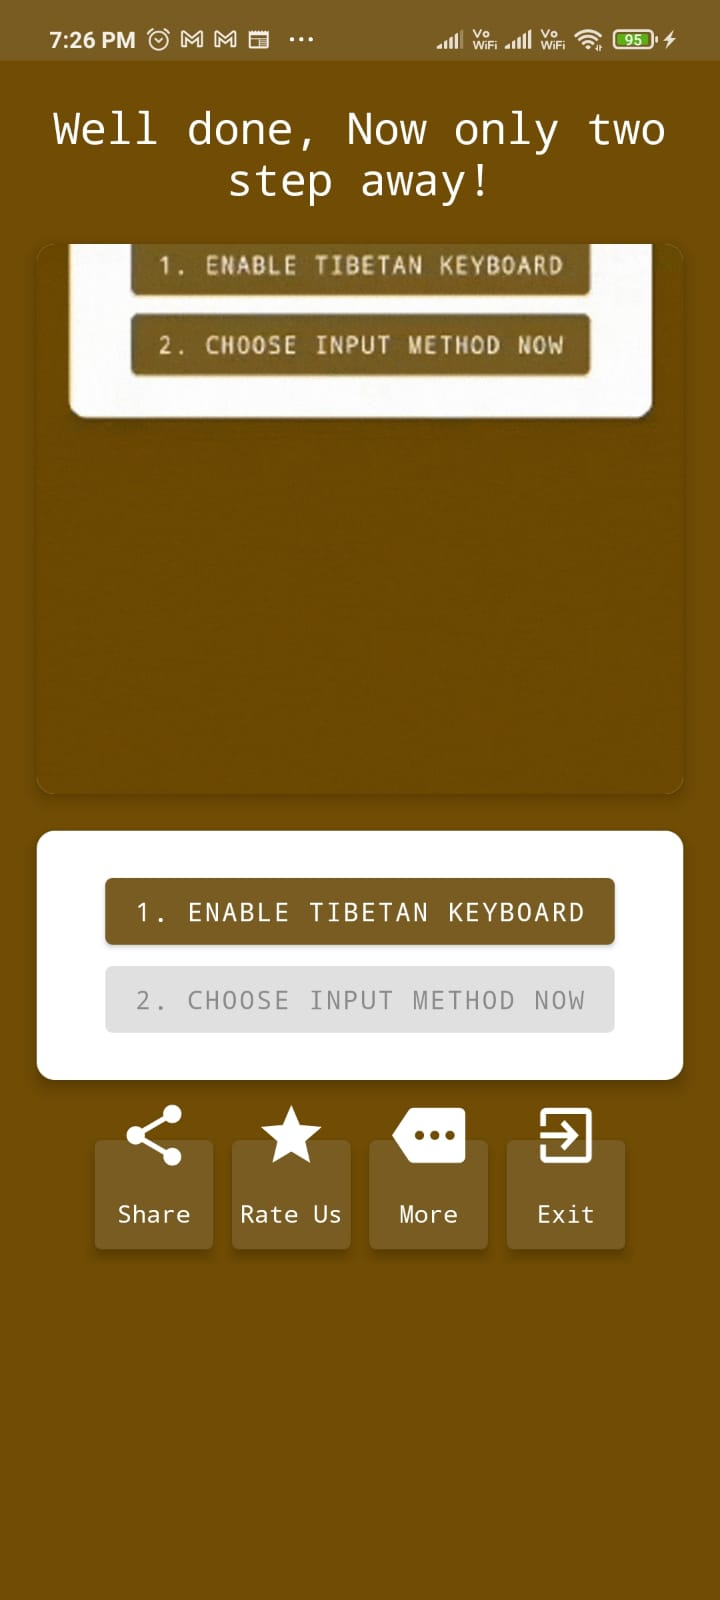 7:26 PM
Vo WiFi
Vo WiFi
95
Well done, Now only two
step away!
1. ENABLE TIBETAN KEYBOARD
2. CHOOSE INPUT METHOD NOW
1. ENABLE TIBETAN KEYBOARD
2. CHOOSE INPUT METHOD NOW
Share
Rate Us
More
Exit